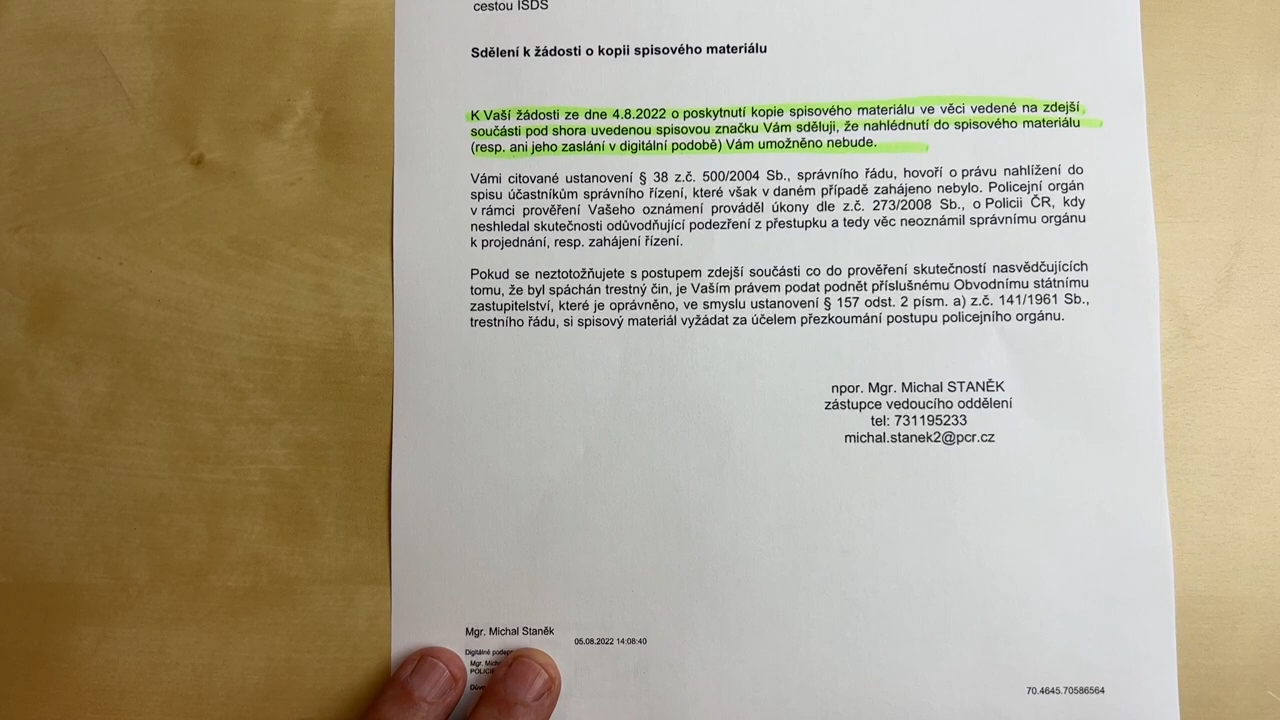 cestou ISDS
Sdělení k žádosti o kopii spisového materiálu
K Vaší žádosti ze dne 4.8.2022 o poskytnutí kopie spisového materiálu ve věci vedené na zdejší
součásti pod shora uvedenou spisovou značku Vám sděluji, že nahlédnutí do spisového materiálu
(resp. ani jeho zaslání v digitální podobě) Vám umožněno nebude.
Vámi citované ustanovení § 38 z.č. 500/2004 Sb., správního řádu, hovoří o právu nahlížení do
spisu účastníkům správního řízení, které však v daném případě zahájeno nebylo. Policejní orgán
v rámci prověření Vašeho oznámení prováděl úkony dle z.č. 273/2008 Sb., o Policii ČR, kdy
neshledal skutečnosti odůvodňující podezření z přestupku a tedy věc neoznámil správnímu orgánu
k projednání, resp. zahájení řízení.
Pokud se neztotožňujete s postupem zdejší součásti co do prověření skutečností nasvědčujících
tomu, že byl spáchán trestný čin, je Vaším právem podat podnět příslušnému Obvodnímu státnímu
zastupitelství, které je oprávněno, ve smyslu ustanovení § 157 odst. 2 písm. a) z.č. 141/1961 Sb.,
trestního řádu, si spisový materiál vyžádat za účelem přezkoumání postupu policejního orgánu.
npor. Mgr. Michal STANĚK
zástupce vedoucího oddělení
tel: 731195233
michal.stanek2@pcr.cz
Mgr. Michal Staněk
05.08.2022 14:08:40
Digitálně
Mgr.
70.4645.70586564